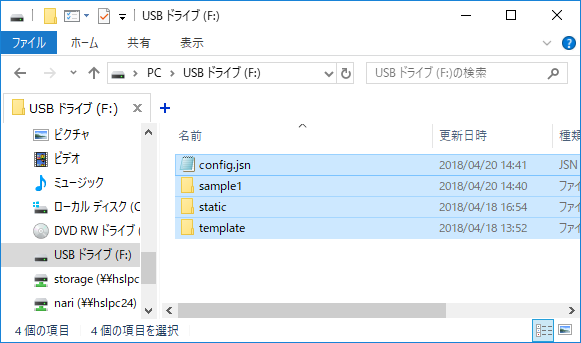 USB ドライブ (F:)
ファイル ホーム 共有 表示
PC USB ドライブ (F:) USB ドライブ (F:)の検索
USB ドライブ (F:)
ピクチャ
ビデオ
ミュージック
ローカル ディスク (C
DVD RW ドライブ (
USB ドライブ (F:)
storage (¥¥hslpc
nari (¥¥hslpc24)
名前 更新日時 種類
config.jsn 2018/04/20 14:41 JSN
sample1 2018/04/20 14:40 ファイ
static 2018/04/18 16:54 ファイ
template 2018/04/18 13:52 ファイ
4 個の項目 4 個の項目を選択